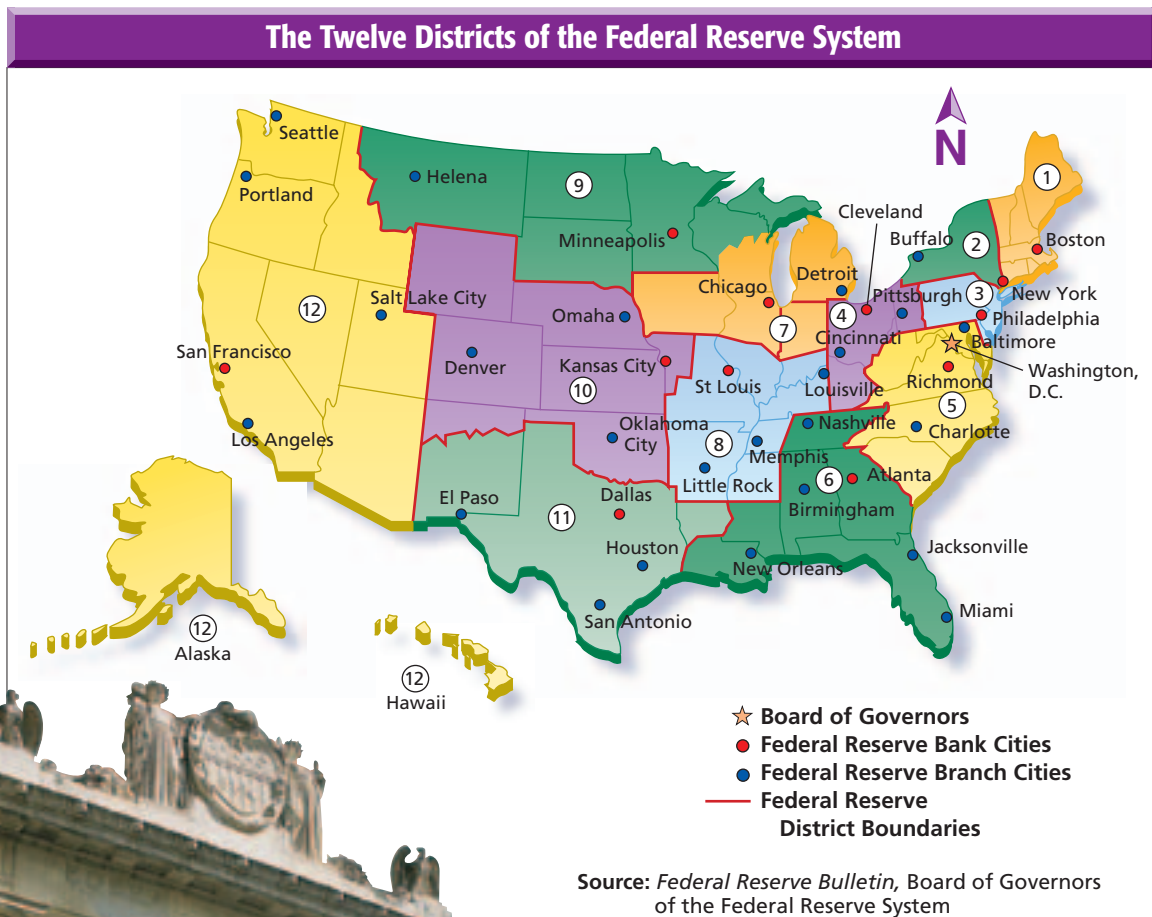 The Twelve Districts of the Federal Reserve System
N
Seattle
Portland
Helena
9
Minneapolis
Cleveland
Buffalo
2
1
Boston
Chicago
Detroit
4
Pittsburgh
3
New York
Philadelphia
12
Salt Lake City
Omaha
7
Cincinnati
Baltimore
San Francisco
Denver
Kansas City
10
St Louis
Louisville
Richmond
Washington,
D.C.
5
Los Angeles
Oklahoma
City
8
Memphis
Nashville
Charlotte
Little Rock
6
Atlanta
Birmingham
El Paso
11
Dallas
Houston
New Orleans
Jacksonville
San Antonio
Miami
12
Alaska
12
Hawaii
Board of Governors
Federal Reserve Bank Cities
Federal Reserve Branch Cities
Federal Reserve
District Boundaries
Source: Federal Reserve Bulletin, Board of Governors
of the Federal Reserve System